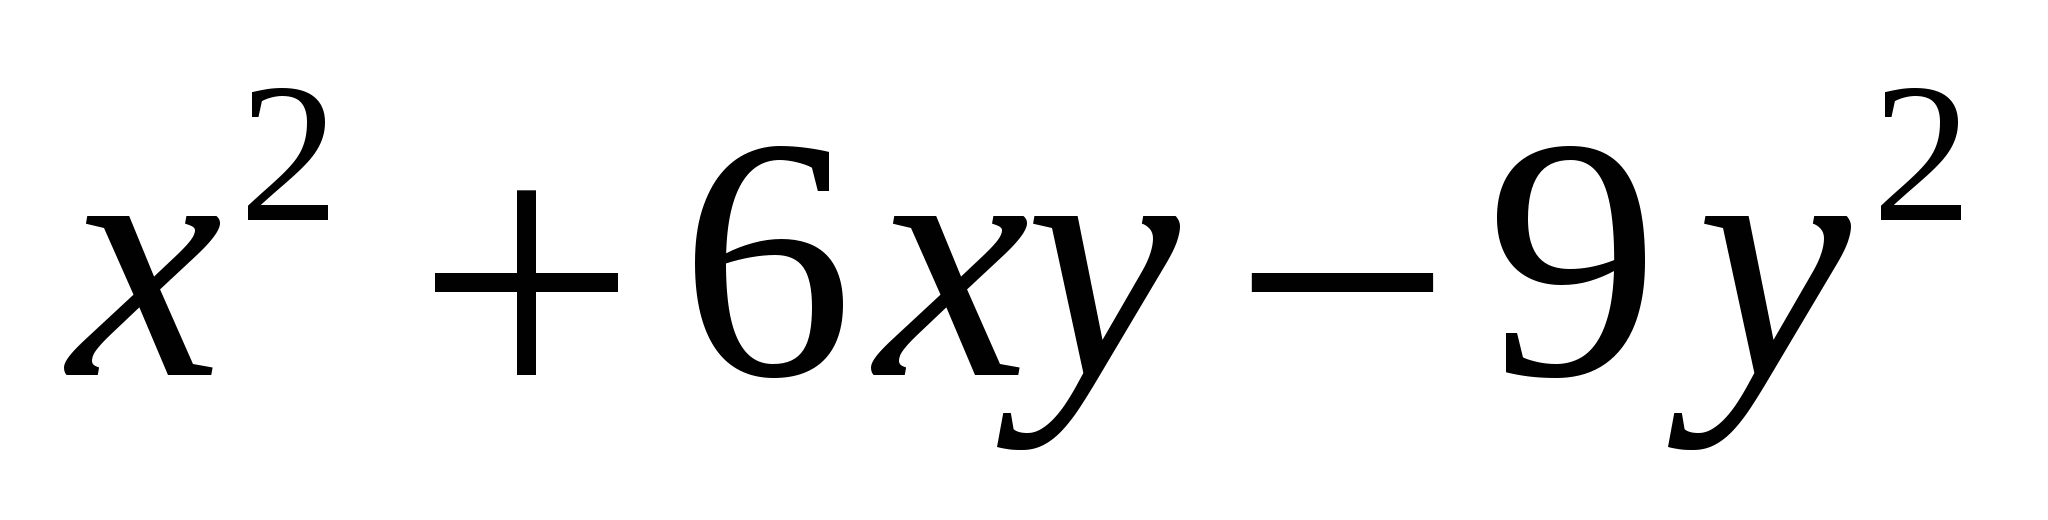 x² + 6xy − 9y²